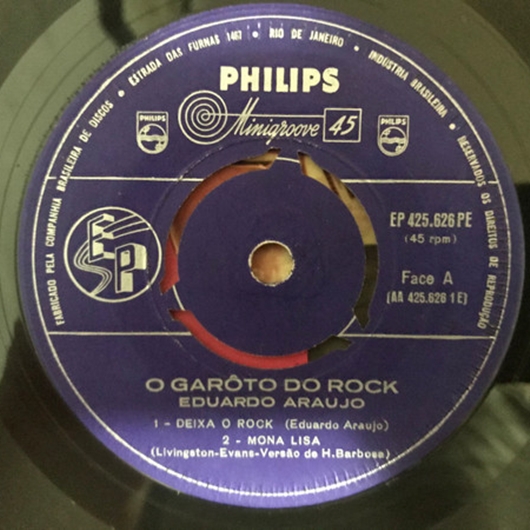 FABRICADO PELA COMPANHIA BRASILEIRA DE DISCOS • ESTRADA DAS FURNAS 1467 • RIO DE JANEIRO • INDÚSTRIA BRASILEIRA • RESERVADOS OS DIREITOS DE REPRODUÇÃO
PHILIPS
PHILIPS
Minigroove 45
PHILIPS
EP
EP 425.626 PE
(45 rpm)
Face A
(AA 425.626 1 E)
O GARÔTO DO ROCK
EDUARDO ARAUJO
1 - DEIXA O ROCK (Eduardo Araujo)
2 - MONA LISA
(Livingston-Evans-Versão de H. Barbosa)